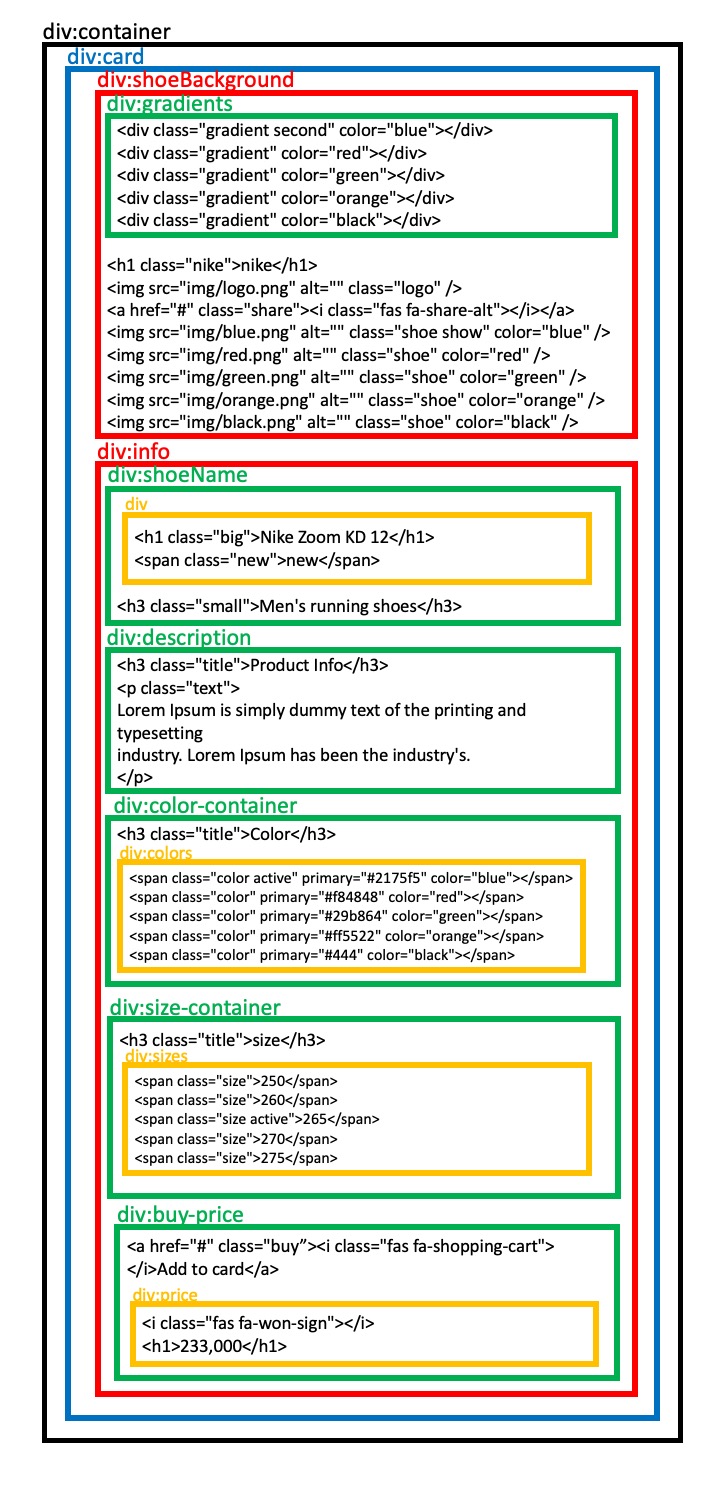 div:container
div:card
div:shoeBackground
div:gradients
<div class="gradient second" color="blue"></div>
<div class="gradient" color="red"></div>
<div class="gradient" color="green"></div>
<div class="gradient" color="orange"></div>
<div class="gradient" color="black"></div>
<h1 class="nike">nike</h1>
<img src="img/logo.png" alt="" class="logo" />
<a href="#" class="share"><i class="fas fa-share-alt"></i></a>
<img src="img/blue.png" alt="" class="shoe show" color="blue" />
<img src="img/red.png" alt="" class="shoe" color="red" />
<img src="img/green.png" alt="" class="shoe" color="green" />
<img src="img/orange.png" alt="" class="shoe" color="orange" />
<img src="img/black.png" alt="" class="shoe" color="black" />
div:info
div:shoeName
div
<h1 class="big">Nike Zoom KD 12</h1>
<span class="new">new</span>
<h3 class="small">Men's running shoes</h3>
div:description
<h3 class="title">Product Info</h3>
<p class="text">
Lorem Ipsum is simply dummy text of the printing and
typesetting
industry. Lorem Ipsum has been the industry's.
</p>
div:color-container
<h3 class="title">Color</h3>
div:colors
<span class="color active" primary="#2175f5" color="blue"></span>
<span class="color" primary="#f84848" color="red"></span>
<span class="color" primary="#29b864" color="green"></span>
<span class="color" primary="#ff5522" color="orange"></span>
<span class="color" primary="#444" color="black"></span>
div:size-container
<h3 class="title">size</h3>
div:sizes
<span class="size">250</span>
<span class="size">260</span>
<span class="size active">265</span>
<span class="size">270</span>
<span class="size">275</span>
div:buy-price
<a href="#" class="buy”><i class="fas fa-shopping-cart">
</i>Add to card</a>
div:price
<i class="fas fa-won-sign"></i>
<h1>233,000</h1>